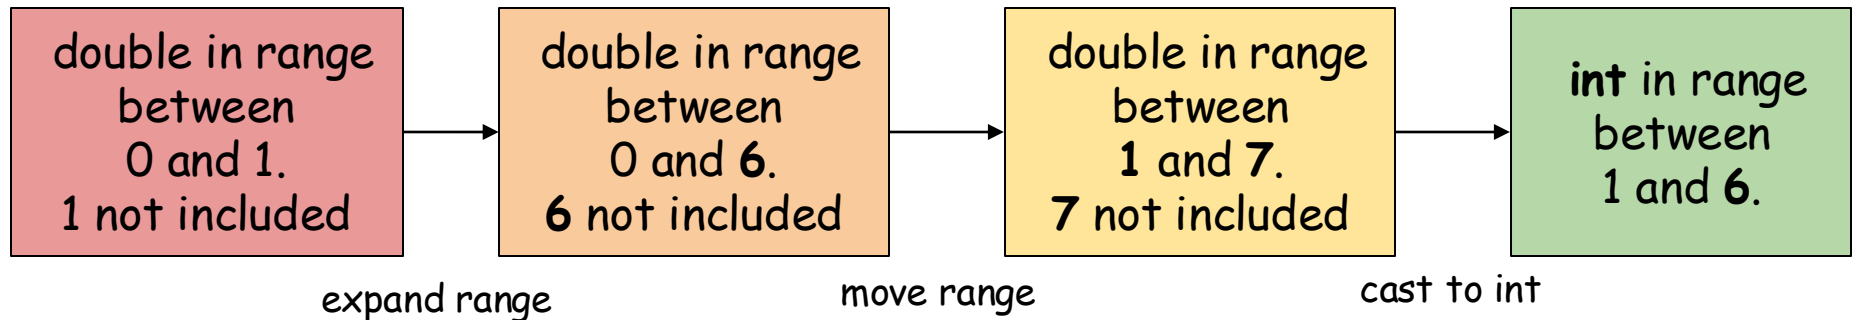 double in range
between
0 and 1.
1 not included
double in range
between
0 and 6.
6 not included
double in range
between
1 and 7.
7 not included
int in range
between
1 and 6.
expand range
move range
cast to int